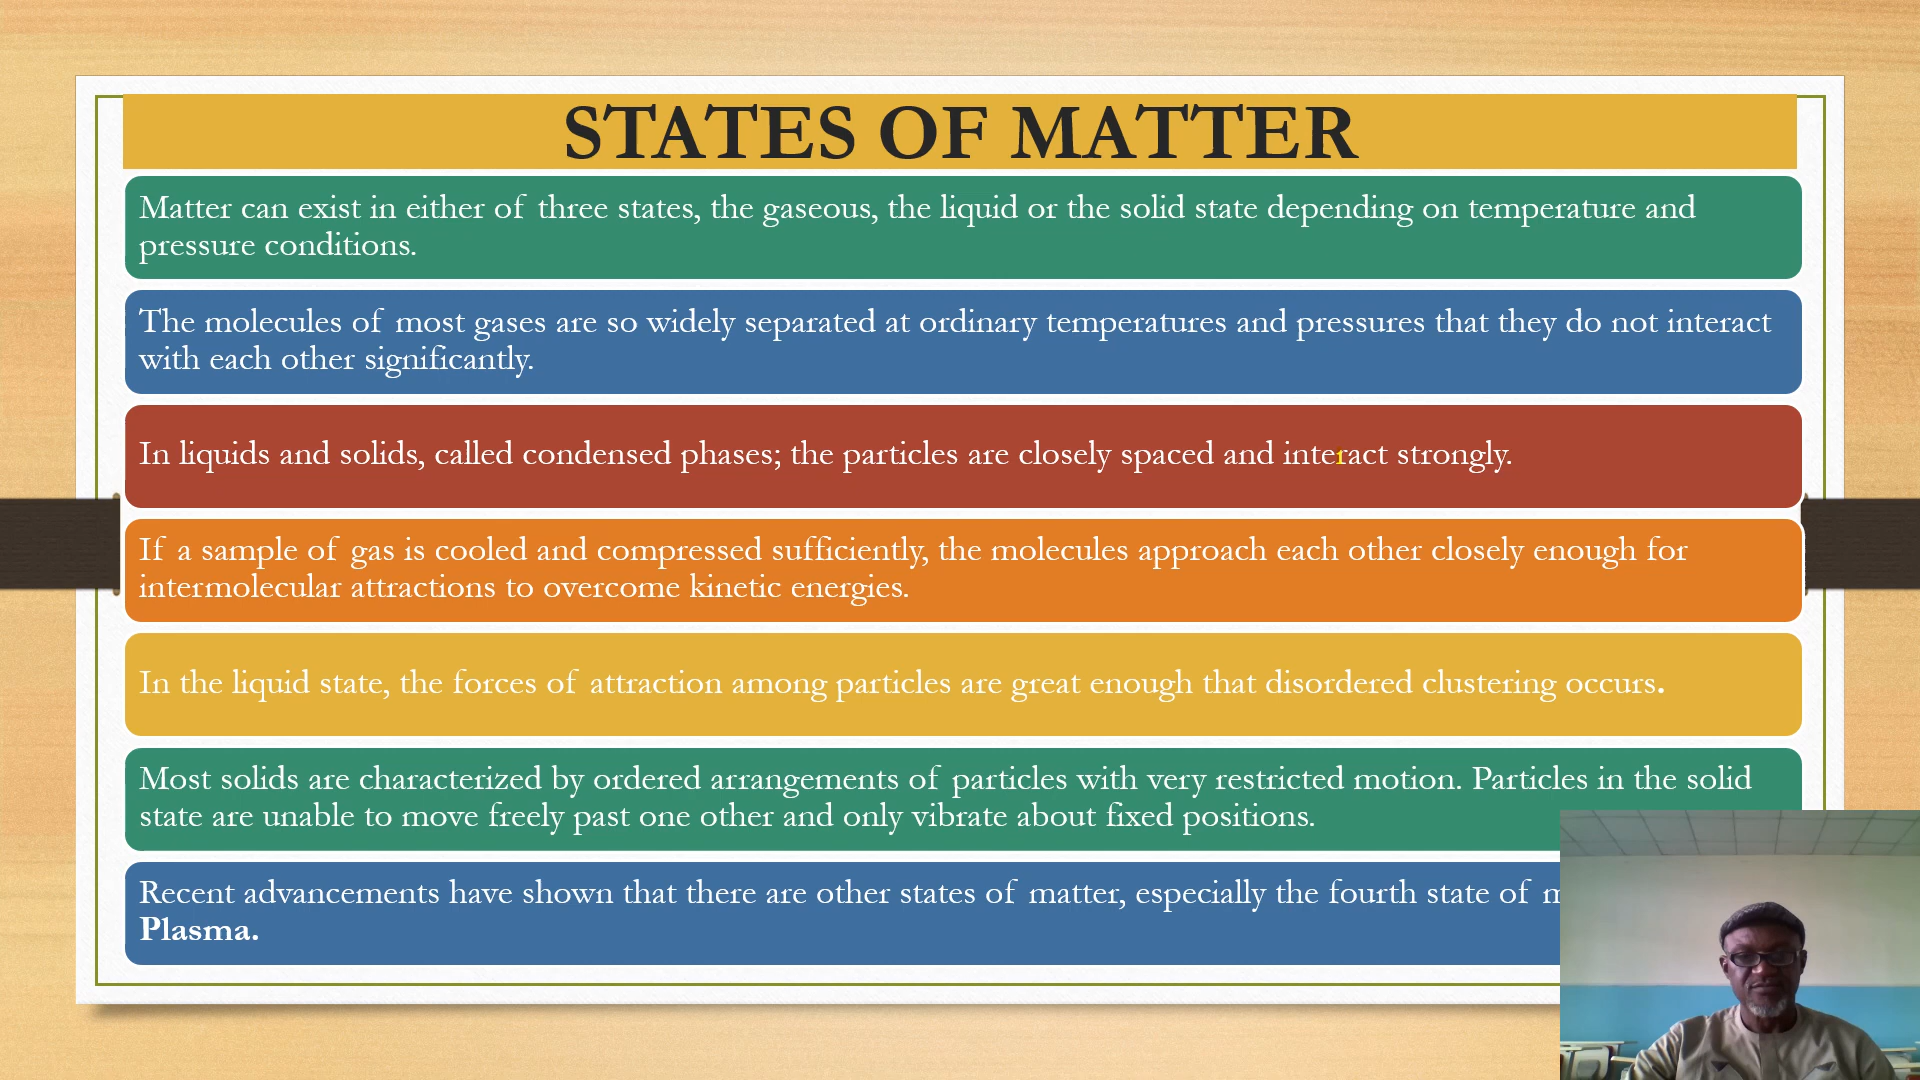 STATES OF MATTER
Matter can exist in either of three states, the gaseous, the liquid or the solid state depending on temperature and
pressure conditions.
The molecules of most gases are so widely separated at ordinary temperatures and pressures that they do not interact
with each other significantly.
In liquids and solids, called condensed phases; the particles are closely spaced and interact strongly.
If a sample of gas is cooled and compressed sufficiently, the molecules approach each other closely enough for
intermolecular attractions to overcome kinetic energies.
In the liquid state, the forces of attraction among particles are great enough that disordered clustering occurs.
Most solids are characterized by ordered arrangements of particles with very restricted motion. Particles in the solid
state are unable to move freely past one other and only vibrate about fixed positions.
Recent advancements have shown that there are other states of matter, especially the fourth state of
Plasma.